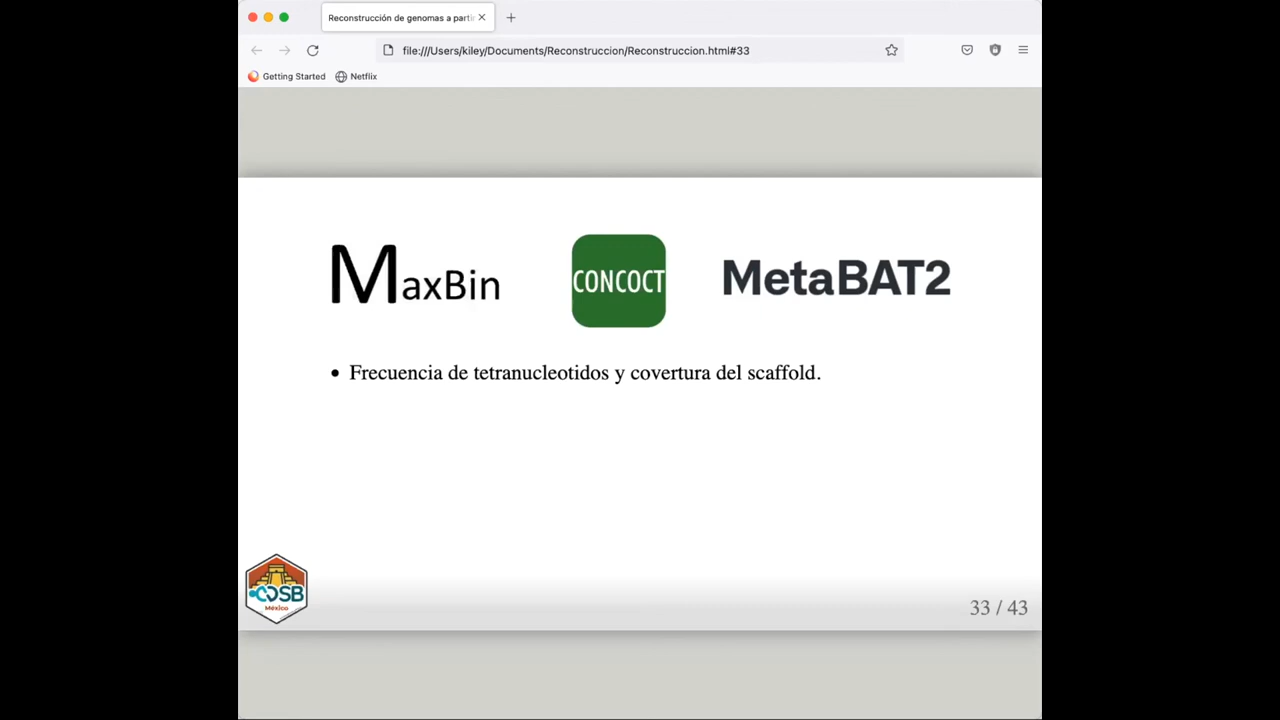 Reconstrucción de genomas a parti
file:///Users/kiley/Documents/Reconstruccion/Reconstruccion.html#33
Getting Started Netflix
MaxBin CONCOCT MetaBAT2
• Frecuencia de tetranucleotidos y covertura del scaffold.
CDSB
México
33 / 43